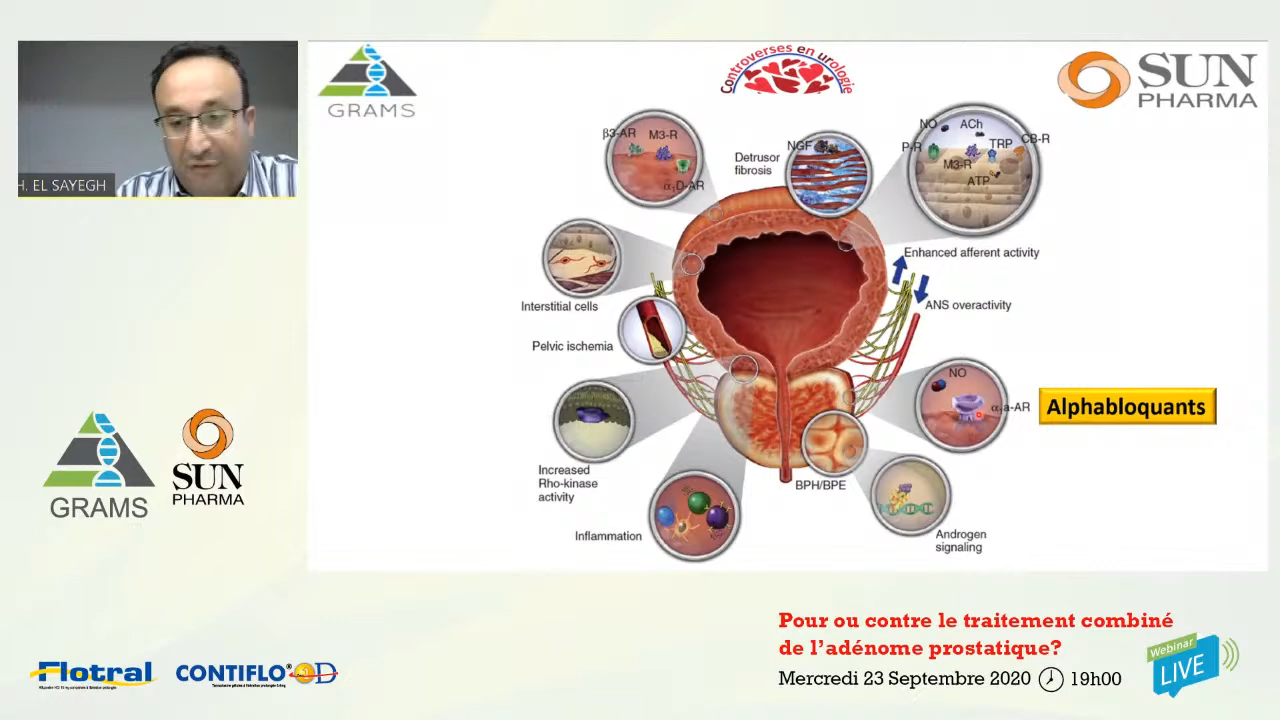 H. EL SAYEGH
GRAMS
Controverses en urologie
SUN
PHARMA
β3-AR
M3-R
α1D-AR
Detrusor
fibrosis
NGF
NO
ACh
P-R
TRP
CB-R
M3-R
ATP
Enhanced afferent activity
Interstitial cells
ANS overactivity
Pelvic ischemia
NO
α1a-AR
Alphabloquants
Increased
Rho-kinase
activity
BPH/BPE
Inflammation
Androgen
signaling
GRAMS
SUN
PHARMA
Pour ou contre le traitement combiné
de l'adénome prostatique?
Mercredi 23 Septembre 2020 19h00
Webinar
LIVE
Flotral
CONTIFLO® OD